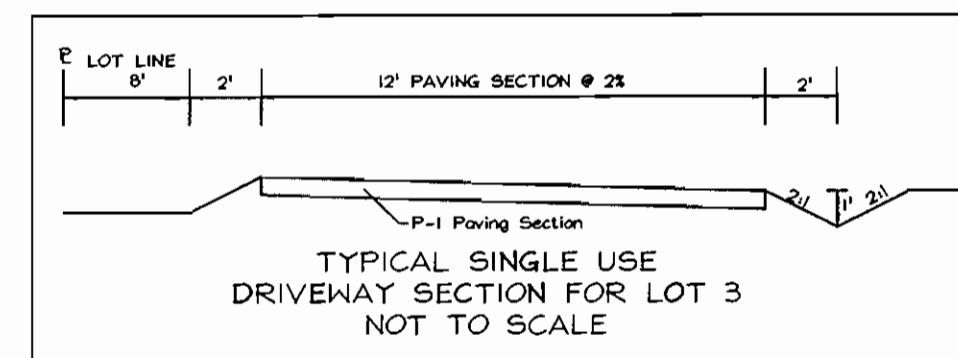 P LOT LINE
8' 2' 12' PAVING SECTION @ 2% 2'
2:1 1' 2:1
P-1 Paving Section
TYPICAL SINGLE USE
DRIVEWAY SECTION FOR LOT 3
NOT TO SCALE